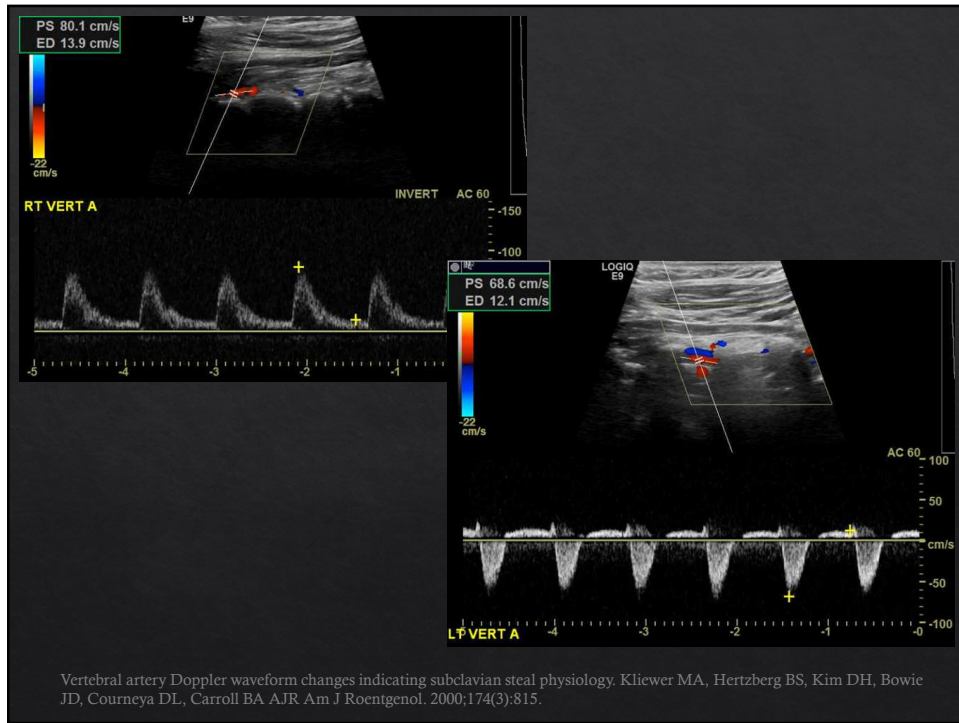 E9
PS 80.1 cm/s
ED 13.9 cm/s
-22
cm/s
INVERT AC 60
RT VERT A
-150
-100
-5 -4 -3 -2 -1
LOGIQ
E9
PS 68.6 cm/s
ED 12.1 cm/s
-22
cm/s
AC 60
100
50
cm/s
-50
-100
-4 -3 -2 -1 -0
LT VERT A
Vertebral artery Doppler waveform changes indicating subclavian steal physiology. Kliewer MA, Hertzberg BS, Kim DH, Bowie
JD, Courneya DL, Carroll BA AJR Am J Roentgenol. 2000;174(3):815.